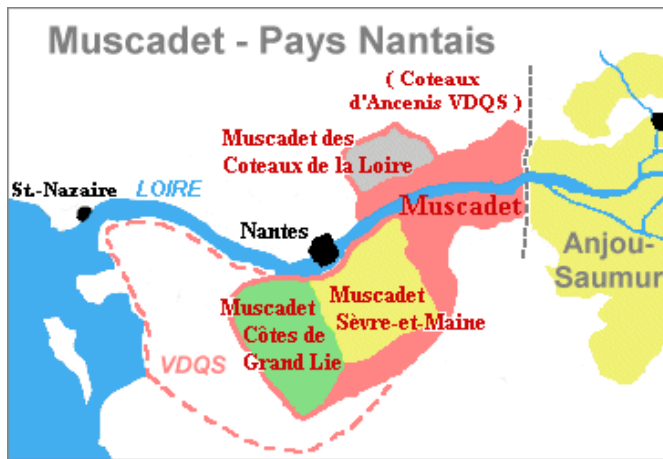 Muscadet - Pays Nantais
( Coteaux
d'Ancenis VDQS )
Muscadet des
Coteaux de la Loire
St.-Nazaire
LOIRE
Nantes
Muscadet
Anjou-
Saumur
Muscadet
Sèvre-et-Maine
Muscadet
Côtes de
Grand Lie
VDQS